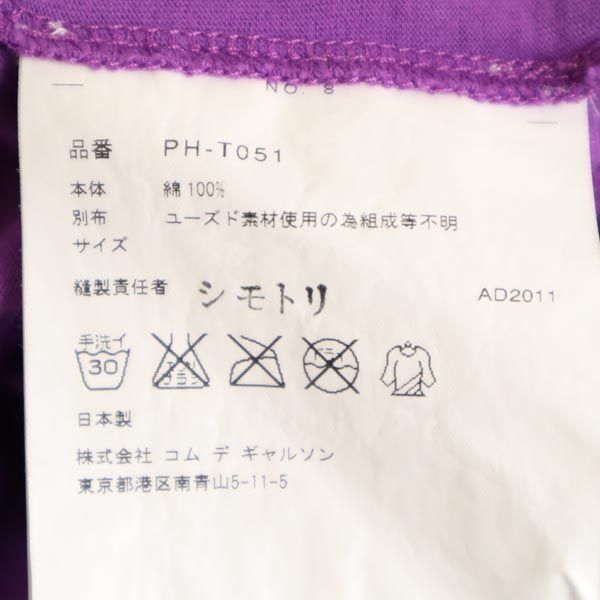 NO. 8
品番 PH-T051
本体 綿100%
別布 ユーズド素材使用の為組成等不明
サイズ
縫製責任者 シモトリ AD2011
手洗イ
30
日本製
株式会社 コム デ ギャルソン
東京都港区南青山5-11-5